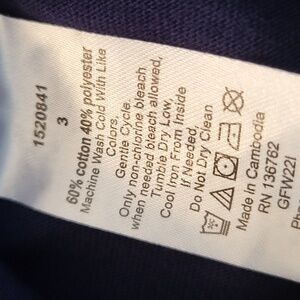 1520841
3
60% cotton 40% polyester
Machine Wash Cold With Like
Colors,
Gentle Cycle,
Only non-chlorine bleach
when needed bleach allowed,
Tumble Dry Low,
Cool Iron From Inside
If Needed,
Do Not Dry Clean
Made in Cambodia
RN 136762
GFW22I